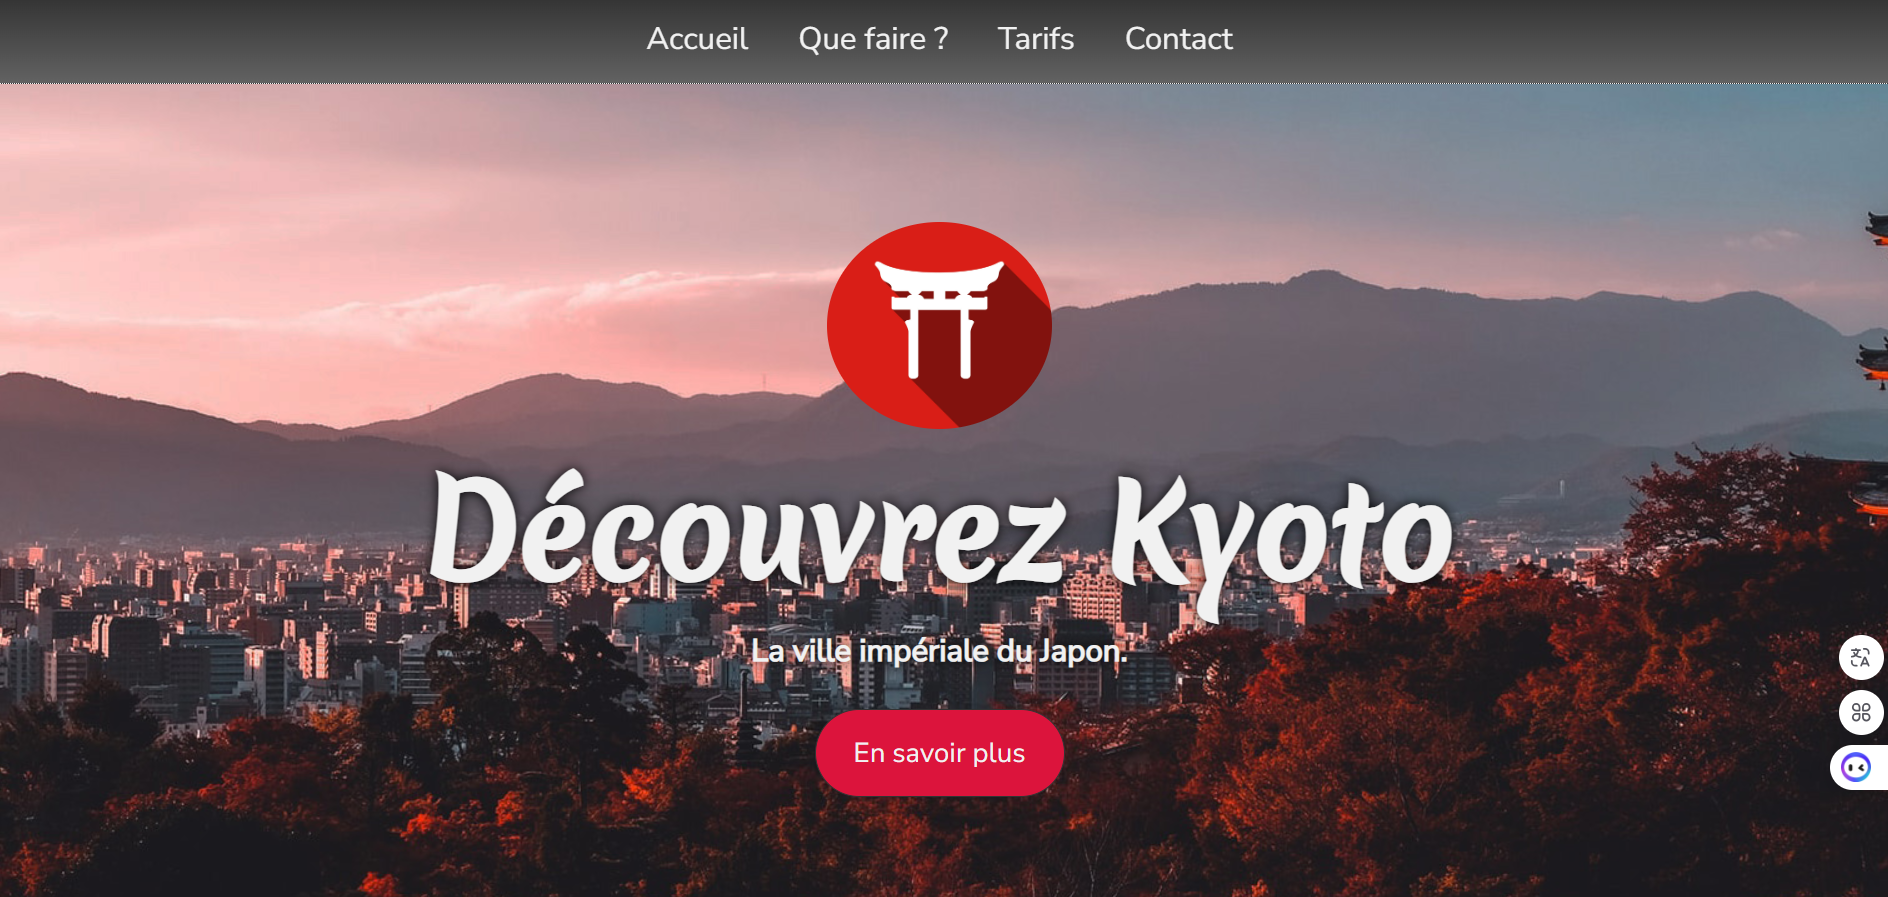 Accueil Que faire ? Tarifs Contact
Découvrez Kyoto
La ville impériale du Japon.
En savoir plus